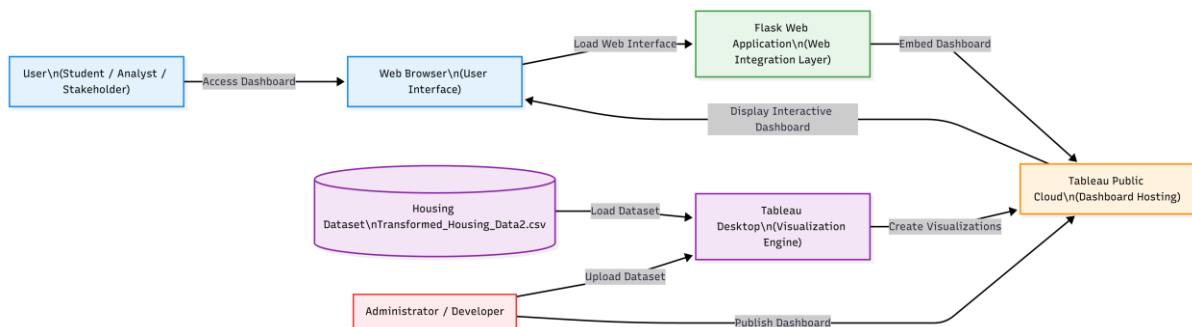 Flask Web
Application\n(Web
Integration Layer)
Load Web Interface
Embed Dashboard
User\n(Student / Analyst /
Stakeholder)
Access Dashboard
Web Browser\n(User
Interface)
Display Interactive
Dashboard
Tableau Public
Cloud\n(Dashboard Hosting)
Housing
Dataset\nTransformed_Housing_Data2.csv
Load Dataset
Tableau
Desktop\n(Visualization
Engine)
Create Visualizations
Upload Dataset
Administrator / Developer
Publish Dashboard